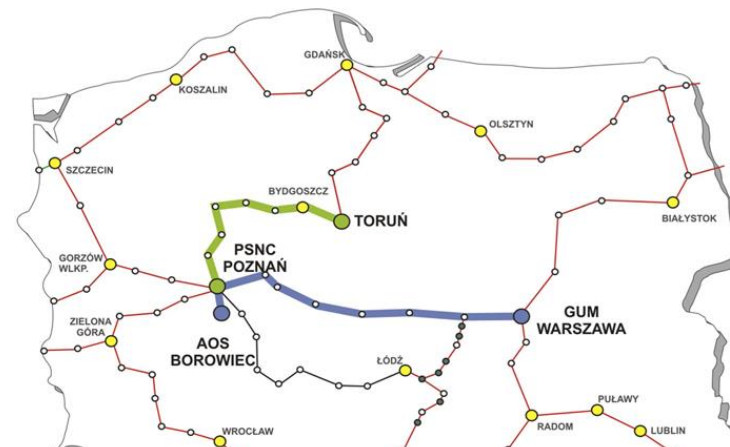 GDAŃSK
KOSZALIN
OLSZTYN
SZCZECIN
BYDGOSZCZ
TORUŃ
BIAŁYSTOK
PSNC
POZNAŃ
GORZÓW
WLKP.
GUM
WARSZAWA
ZIELONA
GÓRA
AOS
BOROWIEC
ŁÓDŹ
PUŁAWY
RADOM
LUBLIN
WROCŁAW